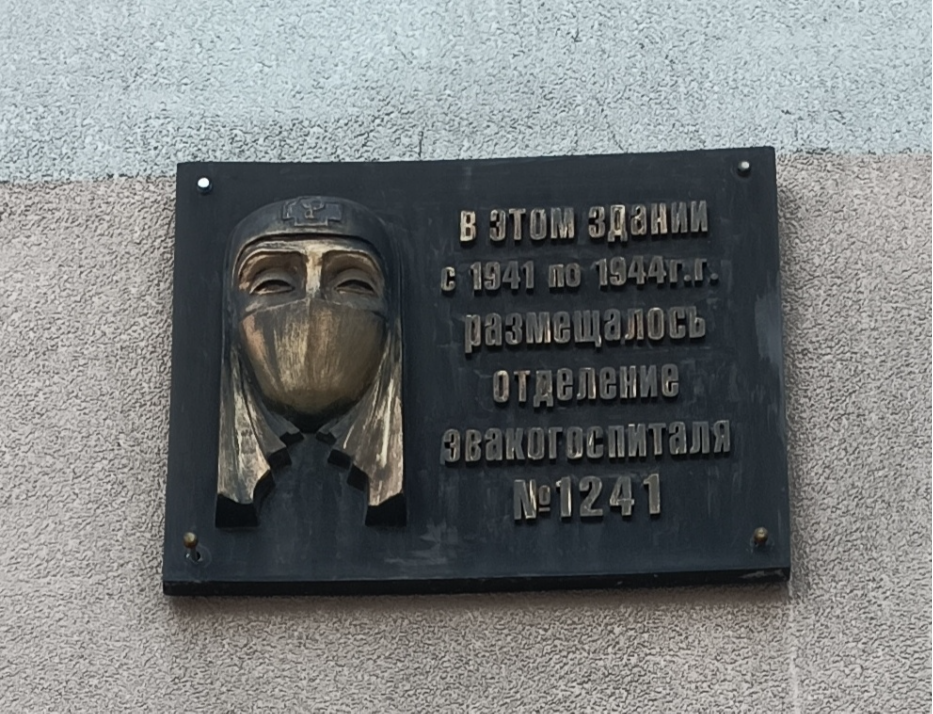 в этом здании
с 1941 по 1944г.г.
размещалось
отделение
эвакогоспиталя
№1241